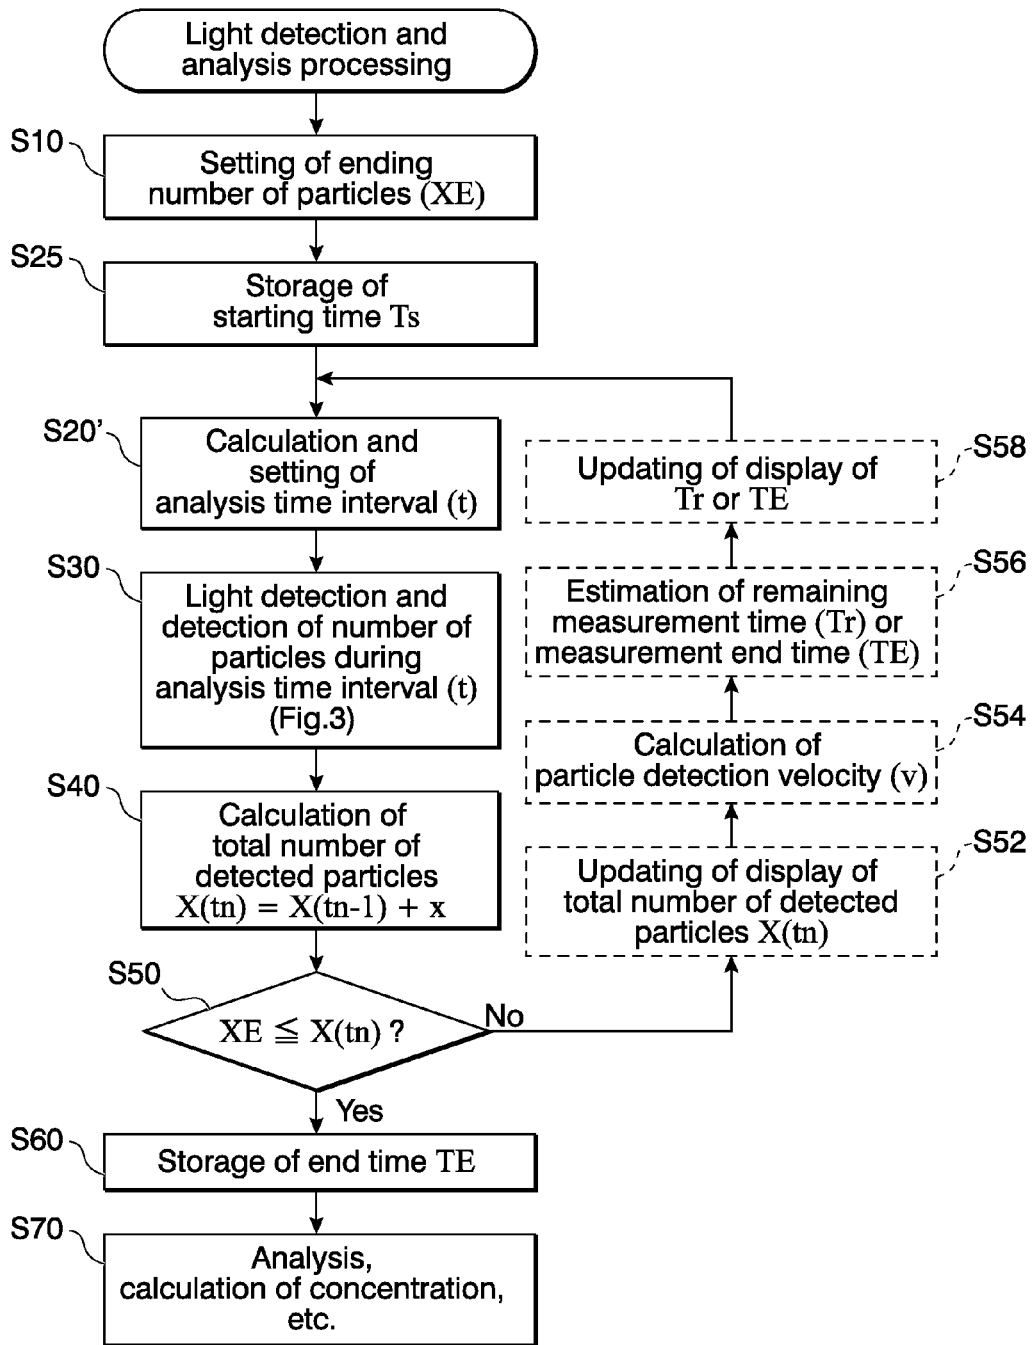 Light detection and
analysis processing
S10
Setting of ending
number of particles (XE)
S25
Storage of
starting time Ts
S20'
Calculation and
setting of
analysis time interval (t)
S30
Light detection and
detection of number of
particles during
analysis time interval (t)
(Fig.3)
S40
Calculation of
total number of
detected particles
X(tn) = X(tn-1) + x
S50
XE ≦ X(tn) ?
No
Yes
S52
Updating of display of
total number of detected
particles X(tn)
S54
Calculation of
particle detection velocity (v)
S56
Estimation of remaining
measurement time (Tr) or
measurement end time (TE)
S58
Updating of display of
Tr or TE
S60
Storage of end time TE
S70
Analysis,
calculation of concentration,
etc.